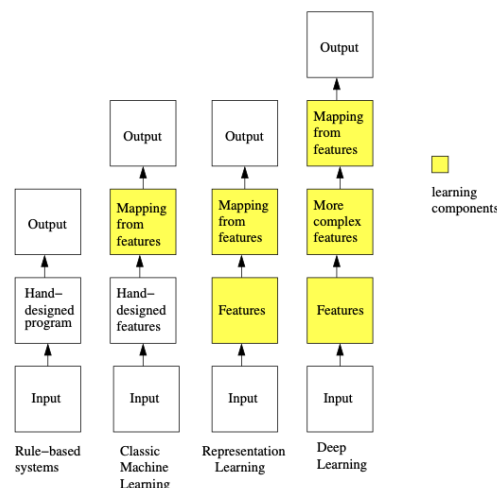 Output
Output
Output
Mapping
from
features
Output
Mapping
from
features
Mapping
from
features
More
complex
features
learning
components
Hand−
designed
program
Hand−
designed
features
Features
Features
Input
Input
Input
Input
Rule−based
systems
Classic
Machine
Learning
Representation
Learning
Deep
Learning